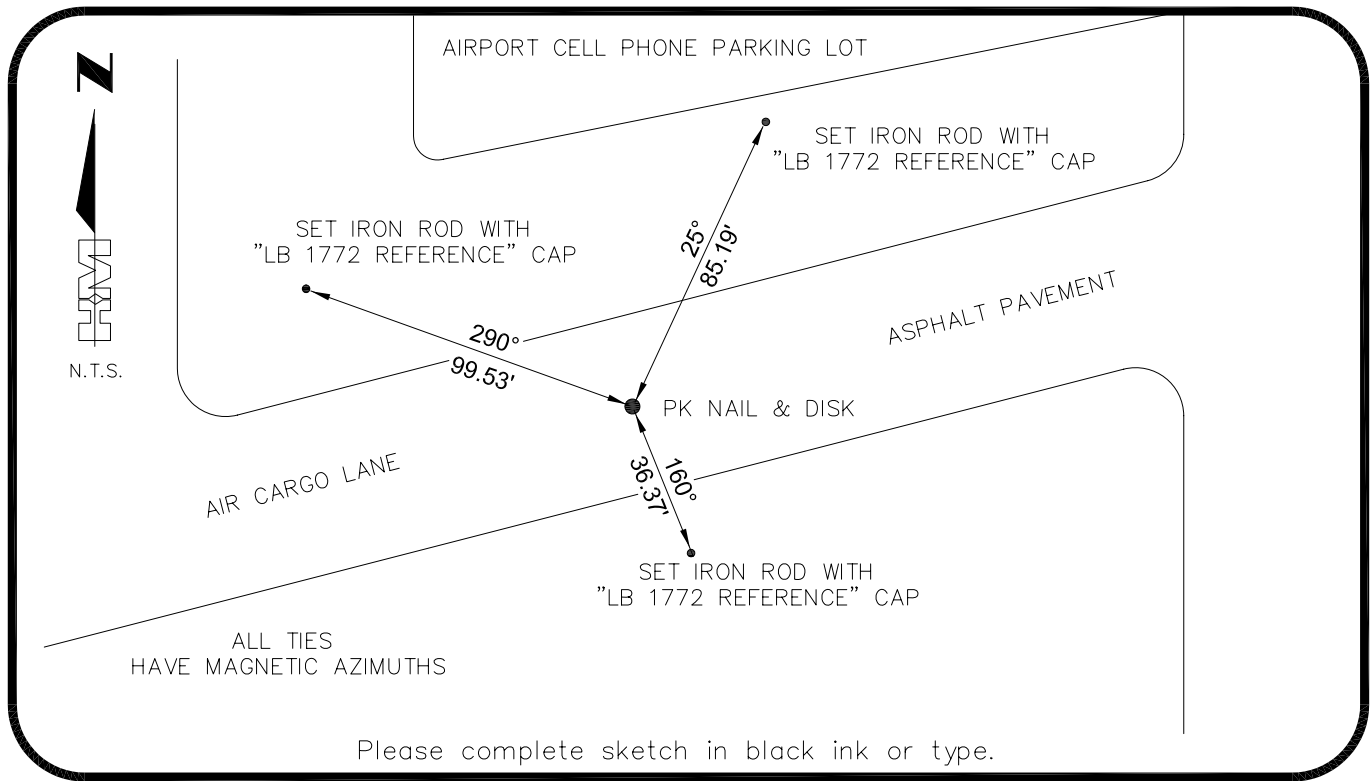 AIRPORT CELL PHONE PARKING LOT
N
SET IRON ROD WITH
"LB 1772 REFERENCE" CAP
SET IRON ROD WITH
"LB 1772 REFERENCE" CAP
25°
85.19'
ASPHALT PAVEMENT
290°
99.53'
N.T.S.
PK NAIL & DISK
AIR CARGO LANE
160°
36.37'
SET IRON ROD WITH
"LB 1772 REFERENCE" CAP
ALL TIES
HAVE MAGNETIC AZIMUTHS
Please complete sketch in black ink or type.